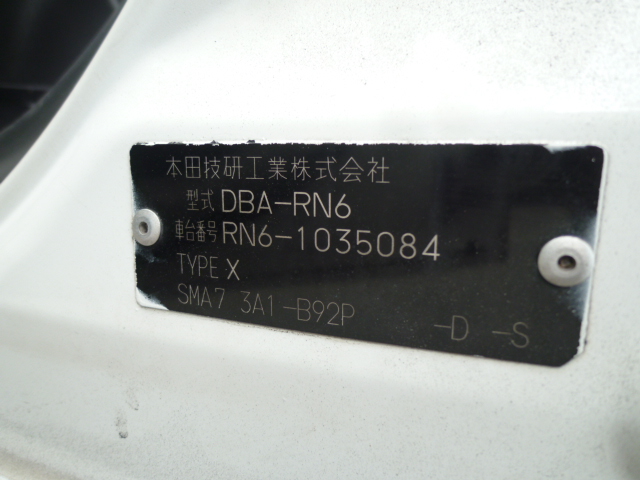 本田技研工業株式会社
型式 DBA-RN6
車台番号 RN6-1035084
TYPE X
SMA7 3A1-B92P -D -S